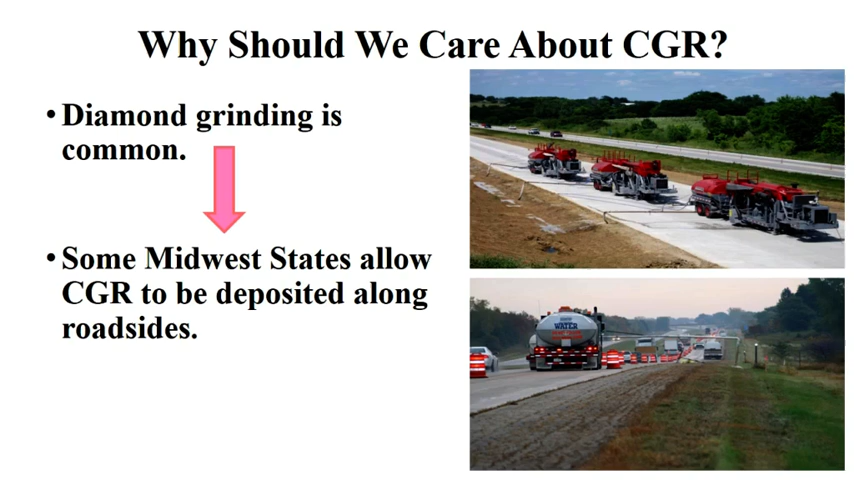 Why Should We Care About CGR?
• Diamond grinding is
common.
• Some Midwest States allow
CGR to be deposited along
roadsides.
WATER